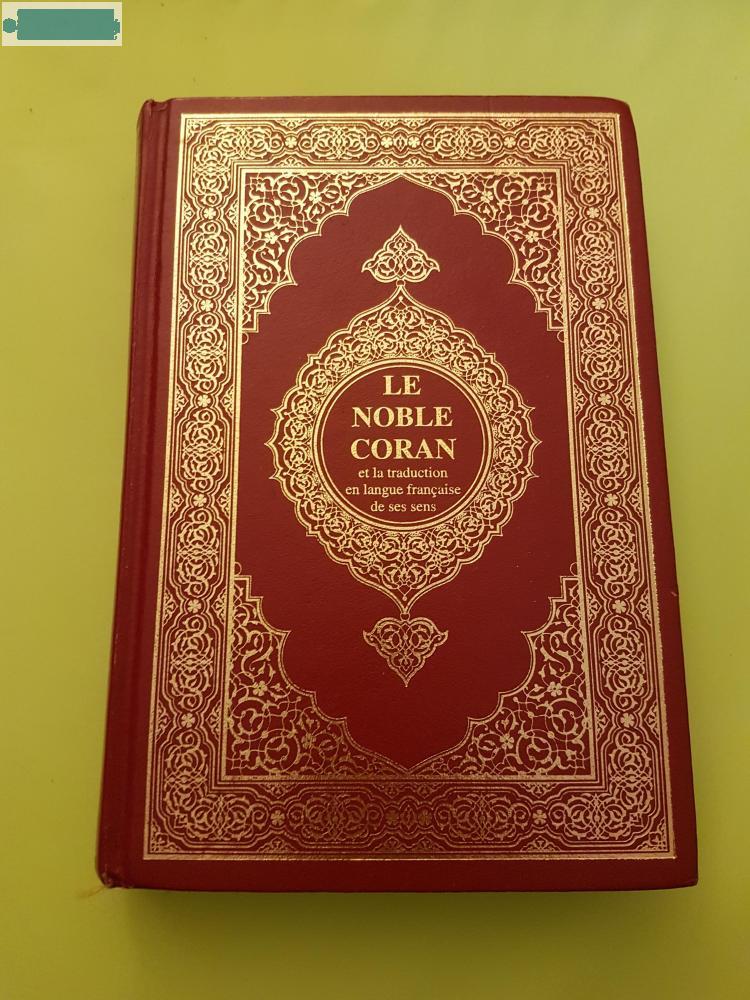 LE
NOBLE
CORAN
et la traduction
en langue française
de ses sens